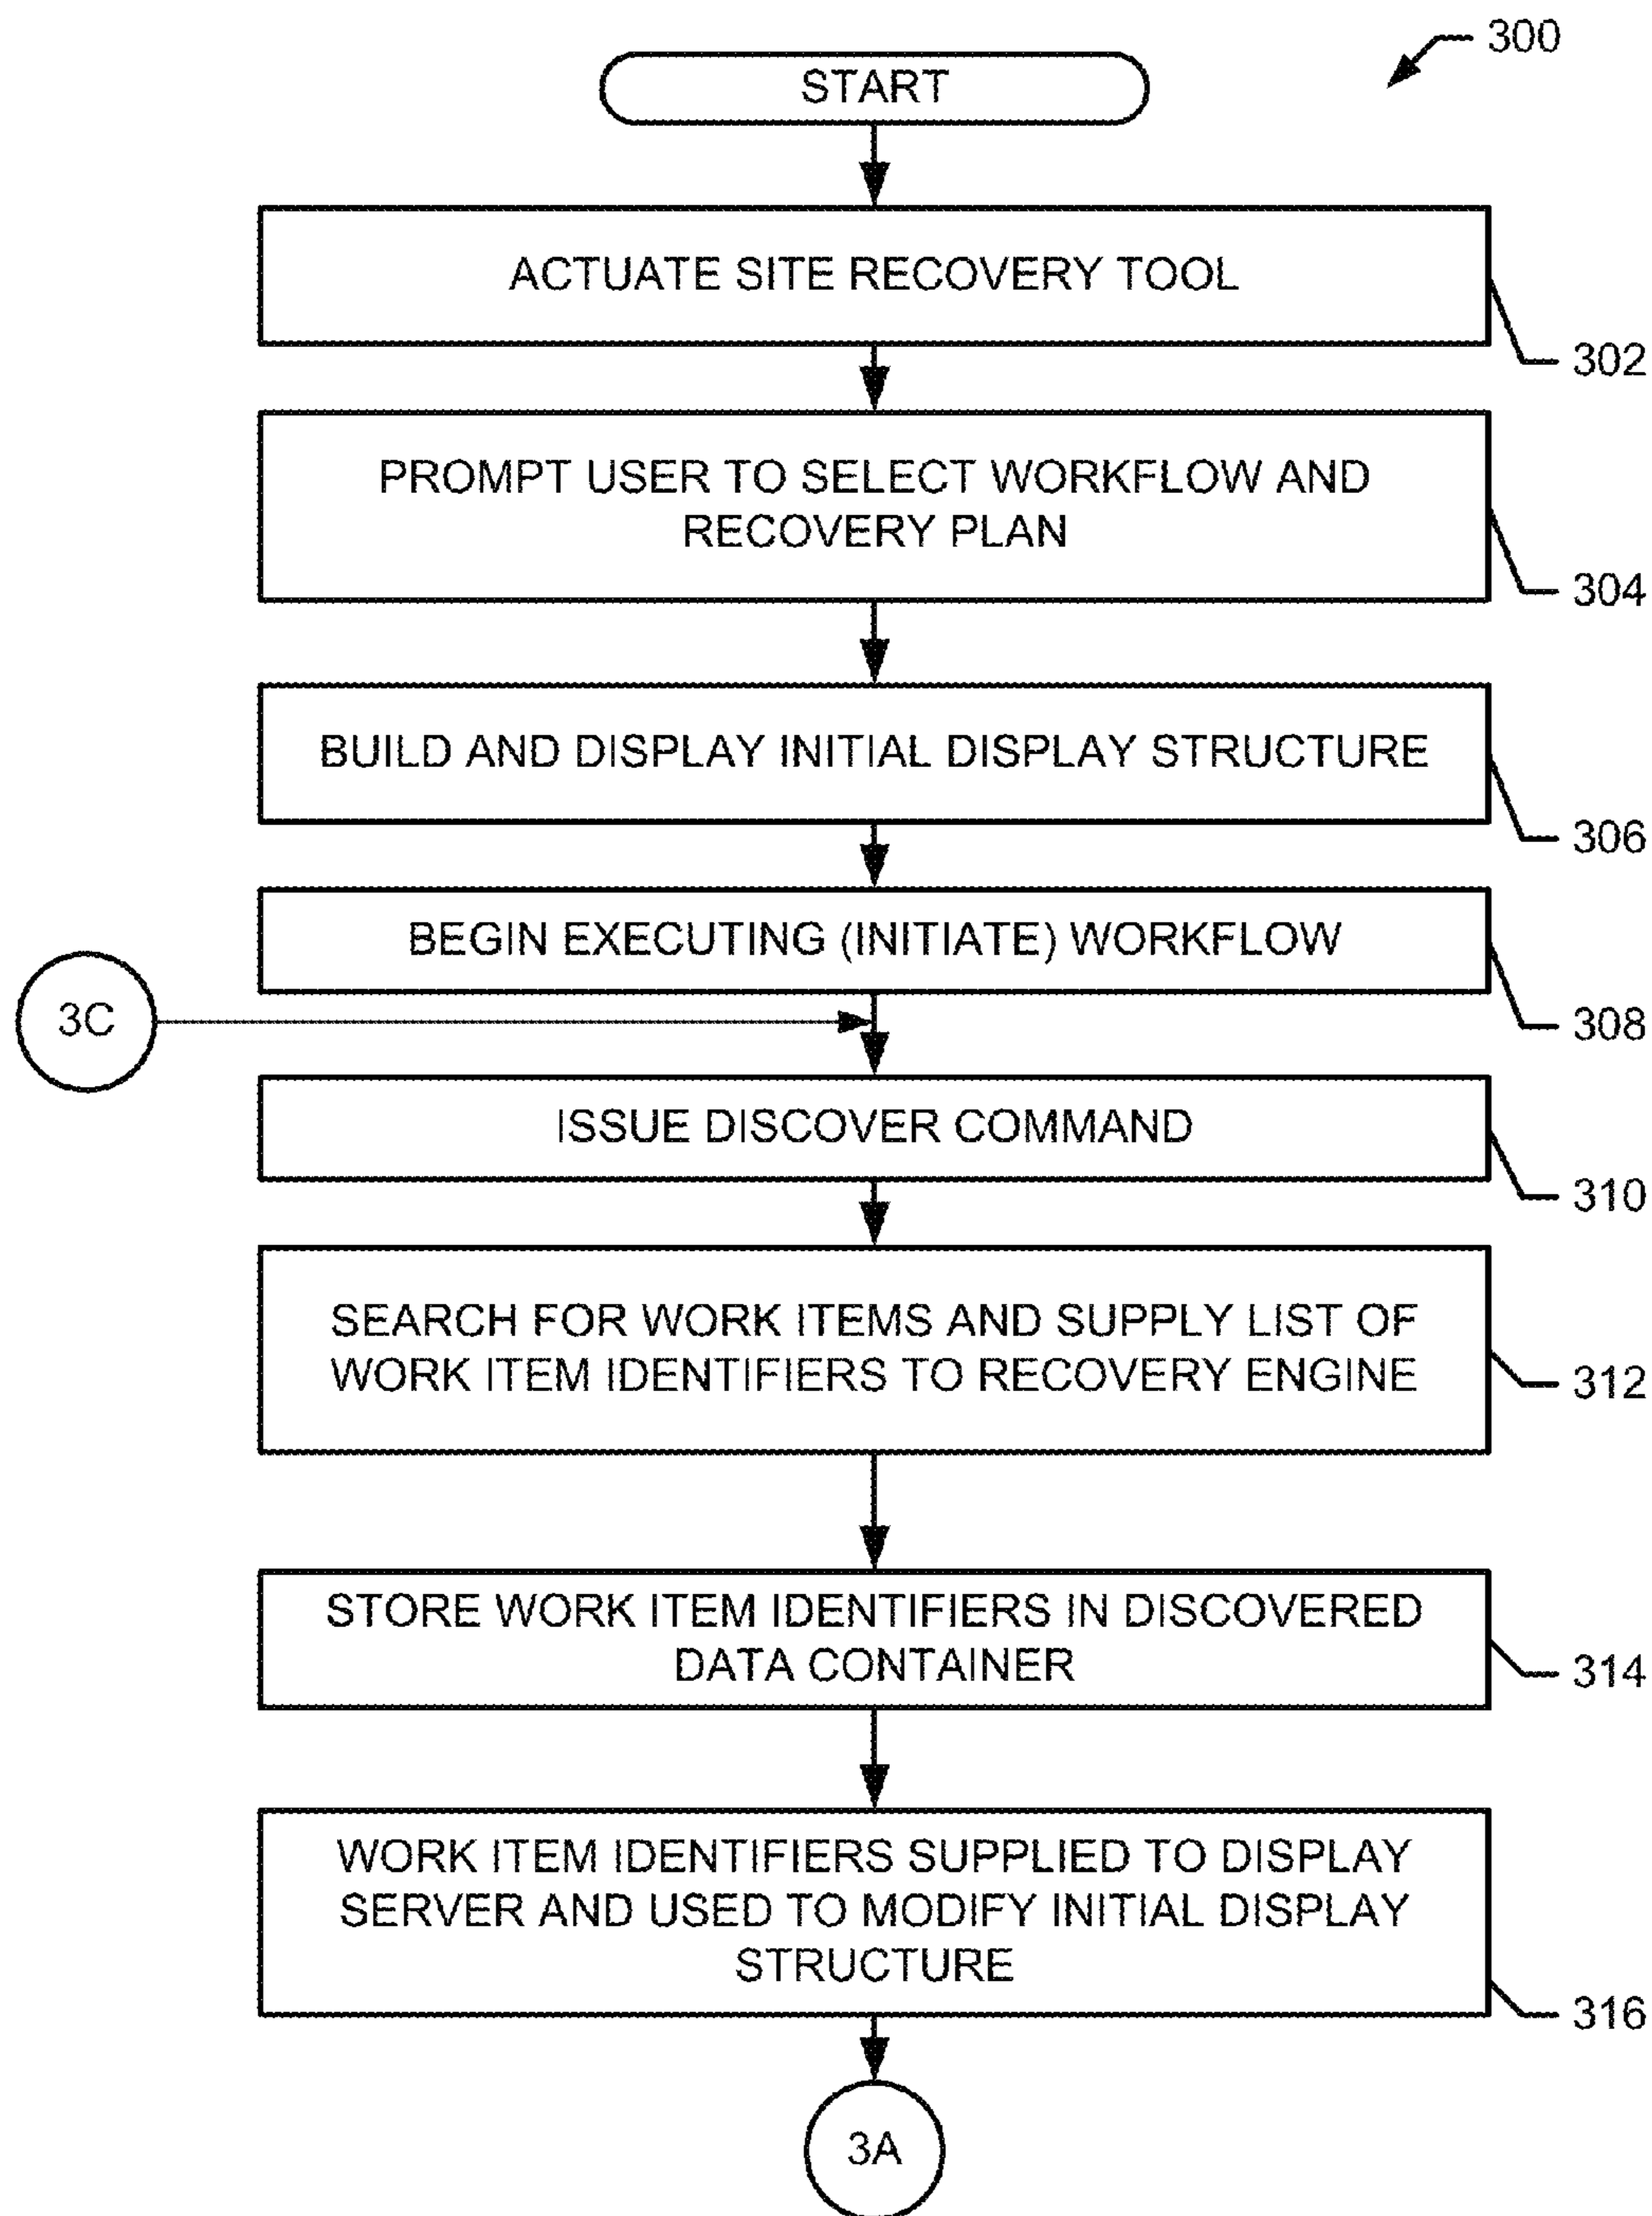 300
START
ACTUATE SITE RECOVERY TOOL
302
PROMPT USER TO SELECT WORKFLOW AND
RECOVERY PLAN
304
BUILD AND DISPLAY INITIAL DISPLAY STRUCTURE
306
BEGIN EXECUTING (INITIATE) WORKFLOW
308
3C
ISSUE DISCOVER COMMAND
310
SEARCH FOR WORK ITEMS AND SUPPLY LIST OF
WORK ITEM IDENTIFIERS TO RECOVERY ENGINE
312
STORE WORK ITEM IDENTIFIERS IN DISCOVERED
DATA CONTAINER
314
WORK ITEM IDENTIFIERS SUPPLIED TO DISPLAY
SERVER AND USED TO MODIFY INITIAL DISPLAY
STRUCTURE
316
3A